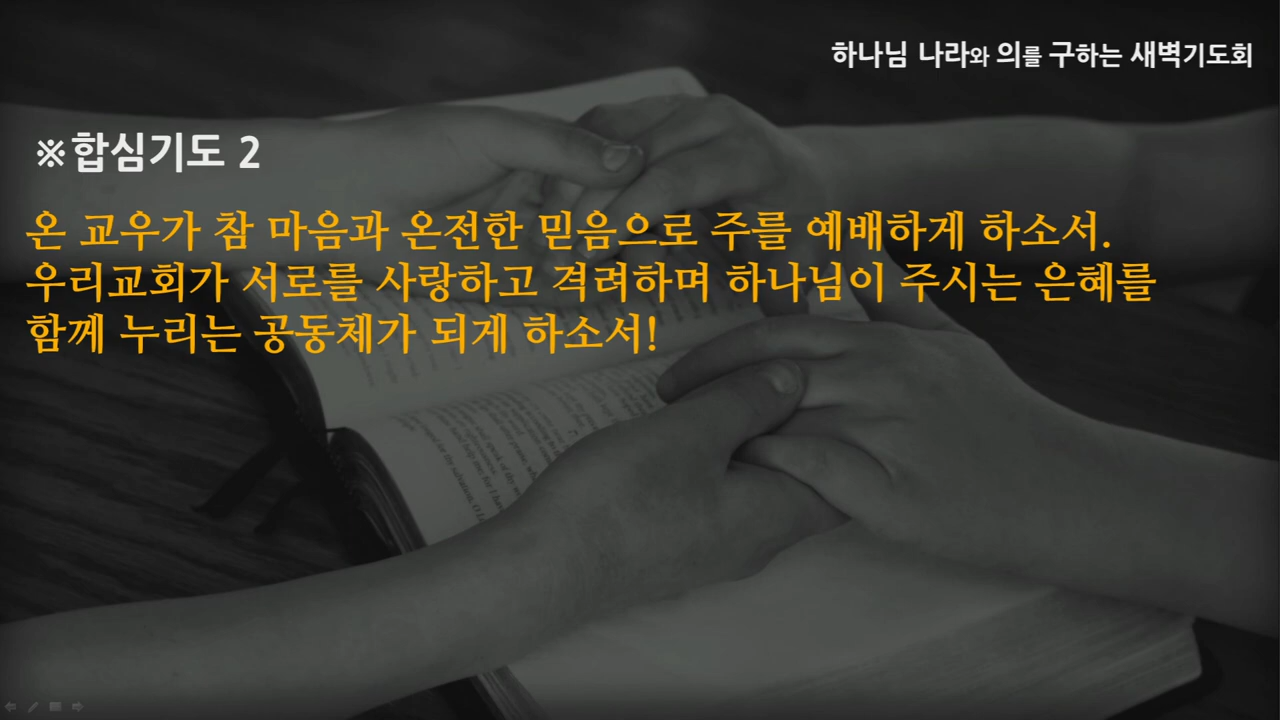 하나님 나라와 의를 구하는 새벽기도회
※합심기도 2
온 교우가 참 마음과 온전한 믿음으로 주를 예배하게 하소서.
우리교회가 서로를 사랑하고 격려하며 하나님이 주시는 은혜를
함께 누리는 공동체가 되게 하소서!